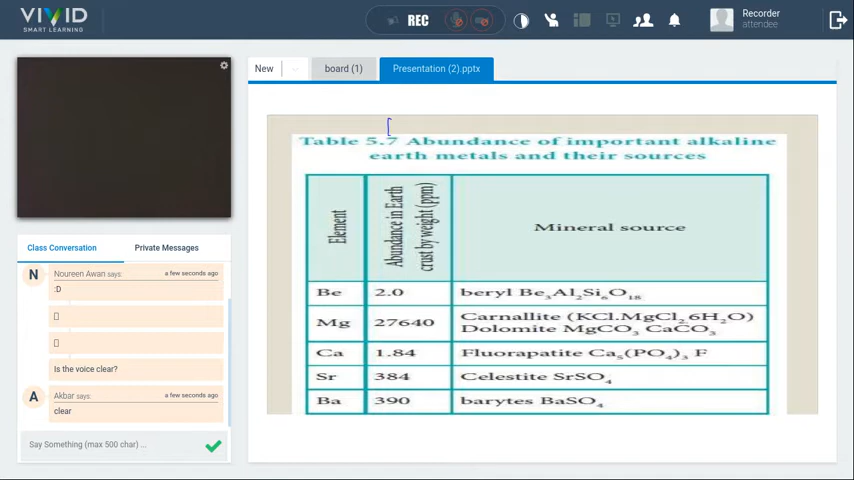 VIVID
SMART LEARNING
REC
Recorder
attendee
New
board (1)
Presentation (2).pptx
Class Conversation
Private Messages
N
Noureen Awan says:
a few seconds ago
:D
Is the voice clear?
A
Akbar says:
a few seconds ago
clear
Say Something (max 500 char) ...
Table 5.7 Abundance of important alkaline
earth metals and their sources
Element
Abundance in Earth
crust by weight (ppm)
Mineral source
Be 2.0 beryl Be₃Al₂Si₆O₁₈
Mg 27640 Carnallite (KCl.MgCl₂.6H₂O)
Dolomite MgCO₃ CaCO₃
Ca 1.84 Fluorapatite Ca₅(PO₄)₃ F
Sr 384 Celestite SrSO₄
Ba 390 barytes BaSO₄